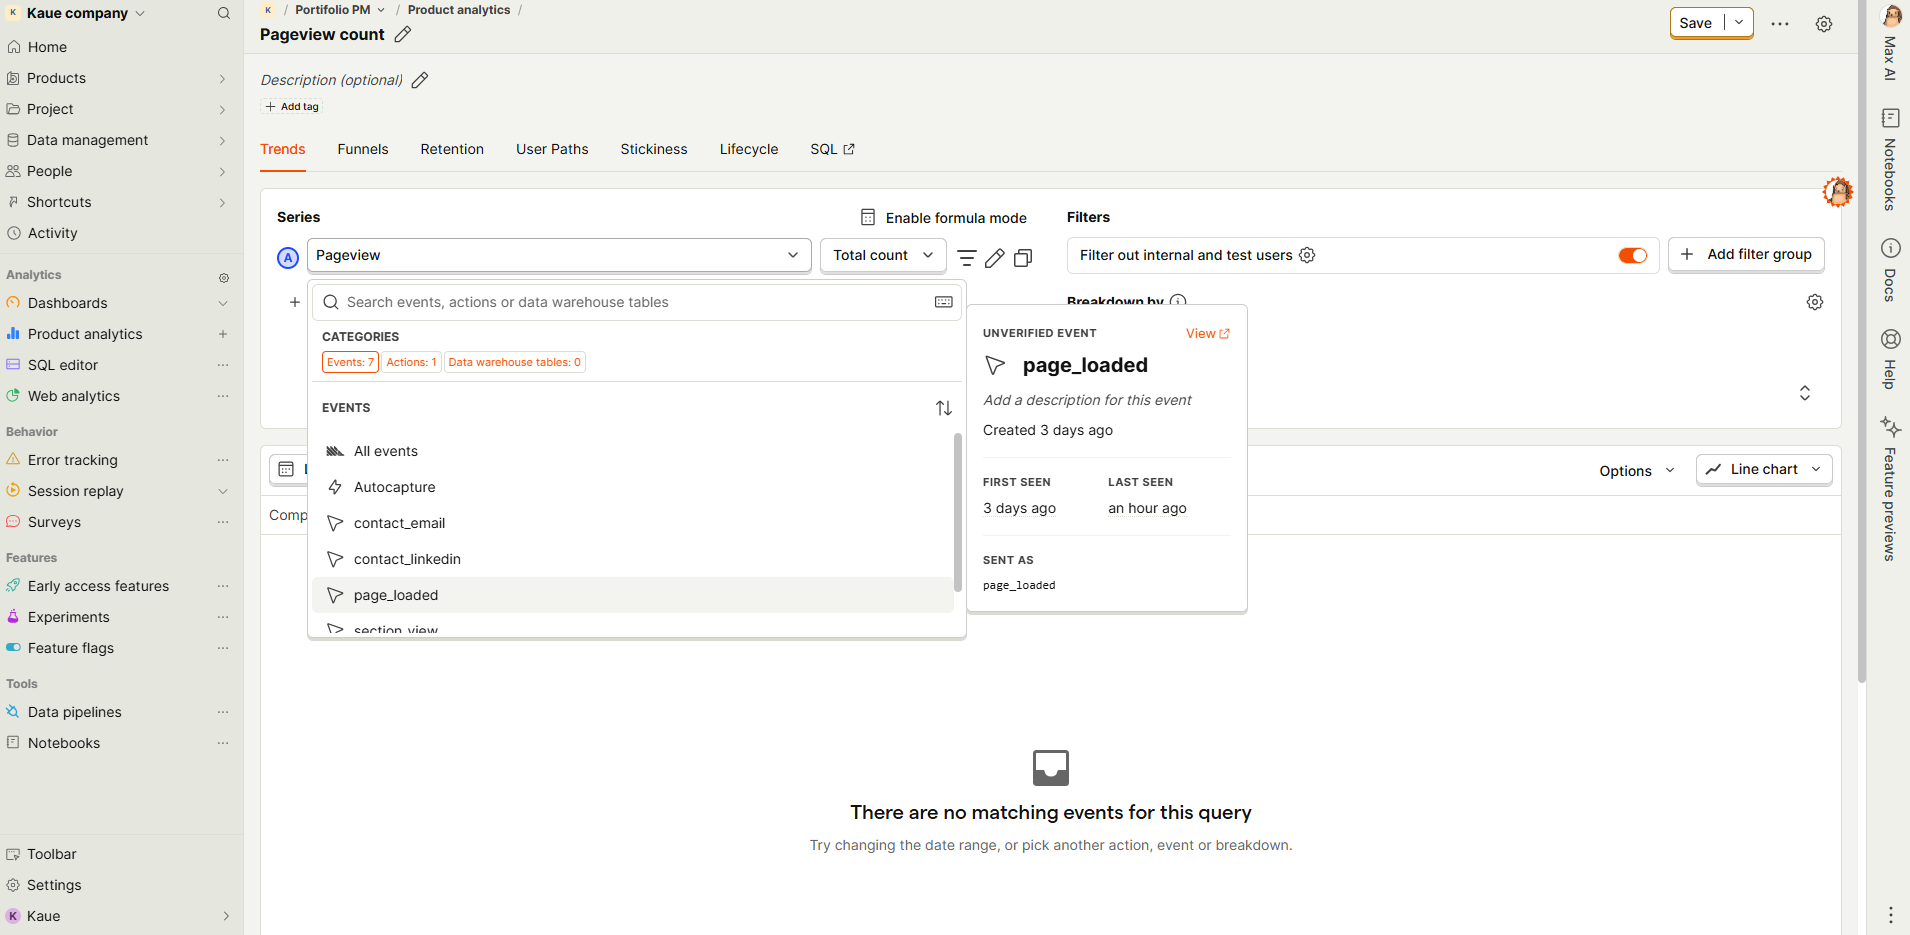 K Kaue company
Home
Products
Project
Data management
People
Shortcuts
Activity
Analytics
Dashboards
Product analytics
SQL editor
Web analytics
Behavior
Error tracking
Session replay
Surveys
Features
Early access features
Experiments
Feature flags
Tools
Data pipelines
Notebooks
Toolbar
Settings
K Kaue
K / Portifolio PM / Product analytics /
Pageview count
Save
Description (optional)
Add tag
Trends Funnels Retention User Paths Stickiness Lifecycle SQL
Series
Enable formula mode
A Pageview
Total count
Search events, actions or data warehouse tables
CATEGORIES
Events: 7 Actions: 1 Data warehouse tables: 0
EVENTS
All events
Autocapture
contact_email
contact_linkedin
page_loaded
section_view
Filters
Filter out internal and test users
Add filter group
Breakdown by
UNVERIFIED EVENT
View
page_loaded
Add a description for this event
Created 3 days ago
FIRST SEEN LAST SEEN
3 days ago an hour ago
SENT AS
page_loaded
Options
Line chart
Comp
There are no matching events for this query
Try changing the date range, or pick another action, event or breakdown.
Max AI
Notebooks
Docs
Help
Feature previews